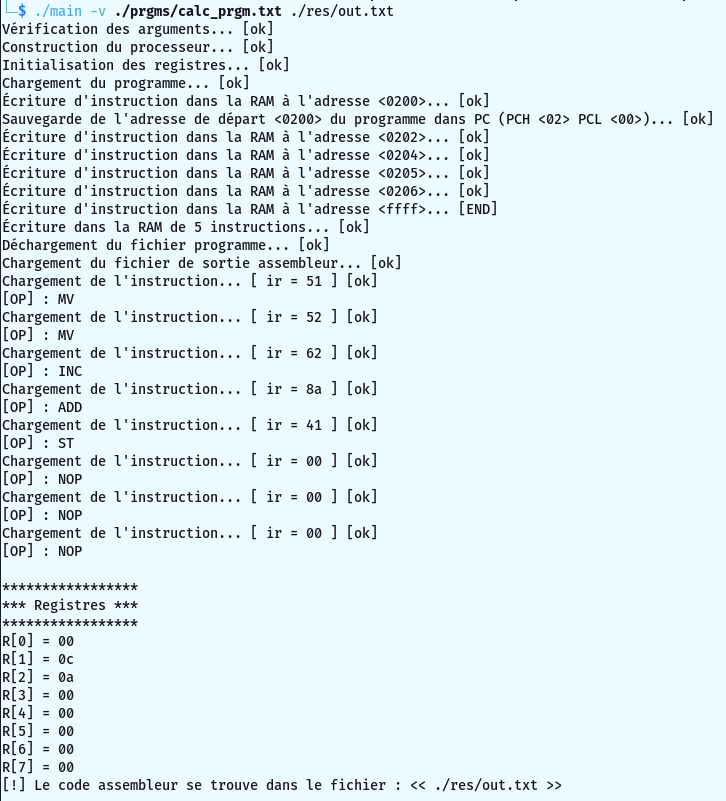 └─$ ./main -v ./prgms/calc_prgm.txt ./res/out.txt
Vérification des arguments... [ok]
Construction du processeur... [ok]
Initialisation des registres... [ok]
Chargement du programme... [ok]
Écriture d'instruction dans la RAM à l'adresse <0200>... [ok]
Sauvegarde de l'adresse de départ <0200> du programme dans PC (PCH <02> PCL <00>)... [ok]
Écriture d'instruction dans la RAM à l'adresse <0202>... [ok]
Écriture d'instruction dans la RAM à l'adresse <0204>... [ok]
Écriture d'instruction dans la RAM à l'adresse <0205>... [ok]
Écriture d'instruction dans la RAM à l'adresse <0206>... [ok]
Écriture d'instruction dans la RAM à l'adresse <ffff>... [END]
Écriture dans la RAM de 5 instructions... [ok]
Déchargement du fichier programme... [ok]
Chargement du fichier de sortie assembleur... [ok]
Chargement de l'instruction... [ ir = 51 ] [ok]
[OP] : MV
Chargement de l'instruction... [ ir = 52 ] [ok]
[OP] : MV
Chargement de l'instruction... [ ir = 62 ] [ok]
[OP] : INC
Chargement de l'instruction... [ ir = 8a ] [ok]
[OP] : ADD
Chargement de l'instruction... [ ir = 41 ] [ok]
[OP] : ST
Chargement de l'instruction... [ ir = 00 ] [ok]
[OP] : NOP
Chargement de l'instruction... [ ir = 00 ] [ok]
[OP] : NOP
Chargement de l'instruction... [ ir = 00 ] [ok]
[OP] : NOP
*****************
*** Registres ***
*****************
R[0] = 00
R[1] = 0c
R[2] = 0a
R[3] = 00
R[4] = 00
R[5] = 00
R[6] = 00
R[7] = 00
[!] Le code assembleur se trouve dans le fichier : << ./res/out.txt >>